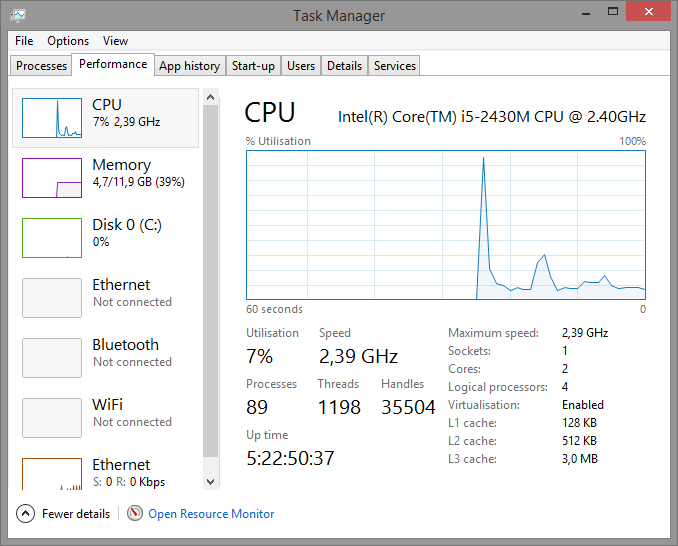 Task Manager
File Options View
Processes Performance App history Start-up Users Details Services
CPU
7% 2,39 GHz
Memory
4,7/11,9 GB (39%)
Disk 0 (C:)
0%
Ethernet
Not connected
Bluetooth
Not connected
WiFi
Not connected
Ethernet
S: 0 R: 0 Kbps
CPU Intel(R) Core(TM) i5-2430M CPU @ 2.40GHz
% Utilisation 100%
60 seconds 0
Utilisation Speed
7% 2,39 GHz
Processes Threads Handles
89 1198 35504
Up time
5:22:50:37
Maximum speed: 2,39 GHz
Sockets: 1
Cores: 2
Logical processors: 4
Virtualisation: Enabled
L1 cache: 128 KB
L2 cache: 512 KB
L3 cache: 3,0 MB
Fewer details Open Resource Monitor